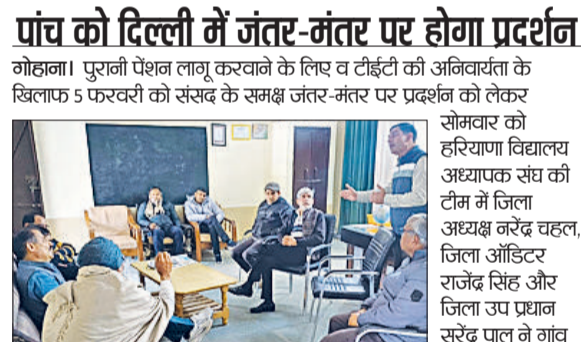 पांच को दिल्ली में जंतर-मंतर पर होगा प्रदर्शन
गोहाना। पुरानी पेंशन लागू करवाने के लिए व टीईटी की अनिवार्यता के
खिलाफ 5 फरवरी को संसद के समक्ष जंतर-मंतर पर प्रदर्शन को लेकर
सोमवार को
हरियाणा विद्यालय
अध्यापक संघ की
टीम में जिला
अध्यक्ष नरेंद्र चहल,
जिला ऑडिटर
राजेंद्र सिंह और
जिला उप प्रधान
सुरेंद्र पाल ने गांव